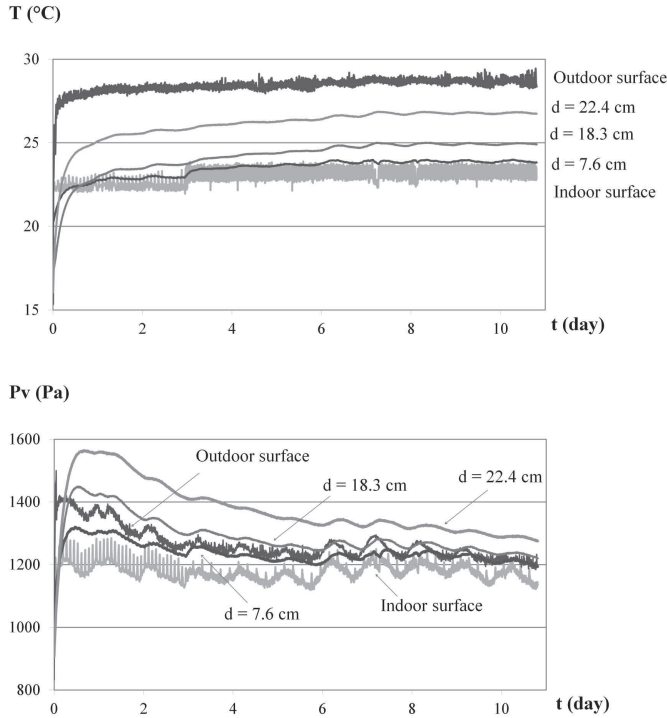 T (°C)
30
25
20
15
0
2
4
6
8
10
t (day)
Outdoor surface
d = 22.4 cm
d = 18.3 cm
d = 7.6 cm
Indoor surface
Pv (Pa)
1600
1400
1200
1000
800
0
2
4
6
8
10
t (day)
Outdoor surface
d = 18.3 cm
d = 22.4 cm
d = 7.6 cm
Indoor surface